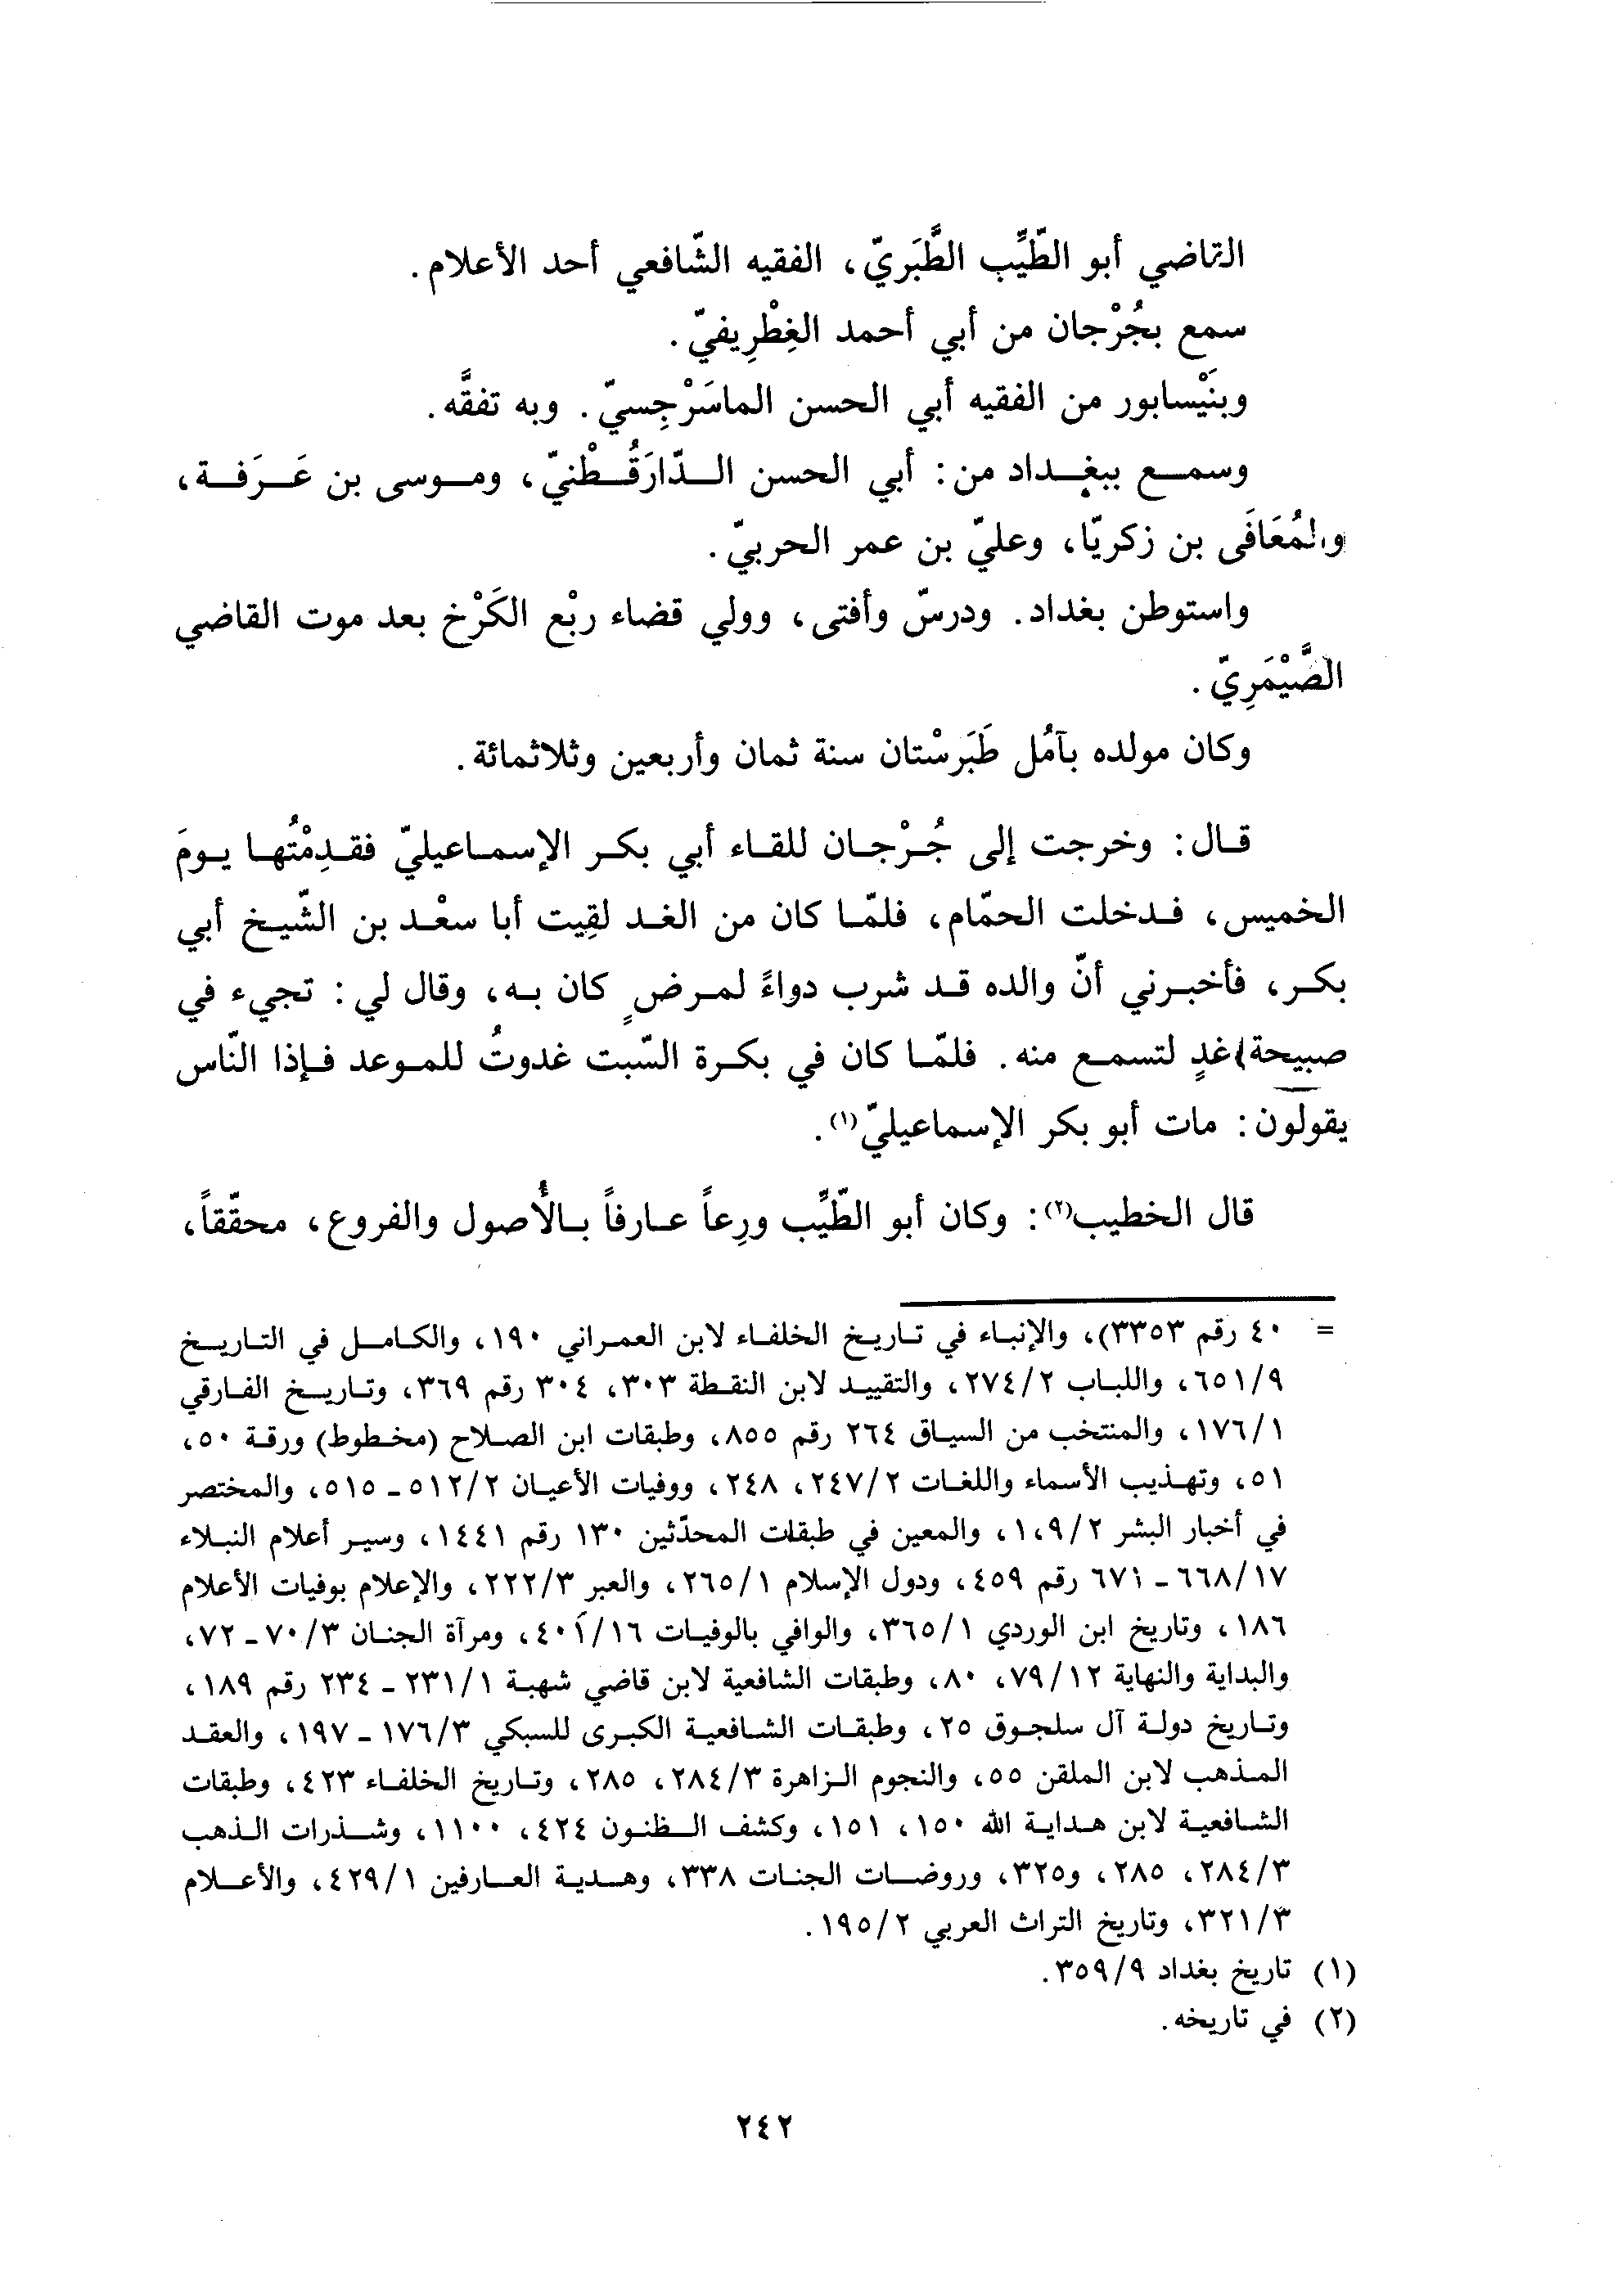 القاضي أبو الطّيِّب الطَّبَريّ، الفقيه الشّافعي أحد الأعلام.
سمع بجُرْجان من أبي أحمد الغِطْرِيفيّ.
وبنَيْسابور من الفقيه أبي الحسن الماسَرْجِسيّ. وبه تفقَّه.
وسمع ببغداد من: أبي الحسن الدّارَقُطْنيّ، وموسى بن عَرَفة،
والمُعَافَى بن زكريّا، وعليّ بن عمر الحربيّ.
واستوطن بغداد. ودرسّ وأفتى، وولي قضاء ربْع الكَرْخ بعد موت القاضي
الصَّيْمَرِيّ.
وكان مولده بآمُل طَبَرسْتان سنة ثمان وأربعين وثلاثمائة.
قال: وخرجت إلى جُرْجان للقاء أبي بكر الإسماعيليّ فقدِمْتُها يومَ
الخميس، فدخلت الحمّام، فلمّا كان من الغد لقِيت أبا سعْد بن الشّيخ أبي
بكر، فأخبرني أنّ والده قد شرب دواءً لمرضٍ كان به، وقال لي: تجيء في
صبيحة غدٍ لتسمع منه. فلمّا كان في بكرة السّبت غدوتُ للموعد فإذا النّاس
يقولون: مات أبو بكر الإسماعيليّ(١).
قال الخطيب(٢): وكان أبو الطّيِّب ورِعاً عارفاً بالأُصول والفروع، محقّقاً،
= ٤٠ رقم ٣٣٥٣)، والإنباء في تاريخ الخلفاء لابن العمراني ١٩٠، والكامل في التاريخ
٦٥١/٩، واللباب ٢٧٤/٢، والتقييد لابن النقطة ٣٠٣، ٣٠٤ رقم ٣٦٩، وتاريخ الفارقي
١٧٦/١، والمنتخب من السياق ٢٦٤ رقم ٨٥٥، وطبقات ابن الصلاح (مخطوط) ورقة ٥٠،
٥١، وتهذيب الأسماء واللغات ٢٤٧/٢، ٢٤٨، ووفيات الأعيان ٥١٢/٢ - ٥١٥، والمختصر
في أخبار البشر ١٠٩/٢، والمعين في طبقات المحدّثين ١٣٠ رقم ١٤٤١، وسير أعلام النبلاء
٦٦٨/١٧ - ٦٧١ رقم ٤٥٩، ودول الإسلام ٢٦٥/١، والعبر ٢٢٢/٣، والإعلام بوفيات الأعلام
١٨٦، وتاريخ ابن الوردي ٣٦٥/١، والوافي بالوفيات ٤٠١/١٦، ومرآة الجنان ٧٠/٣ - ٧٢،
والبداية والنهاية ٧٩/١٢، ٨٠، وطبقات الشافعية لابن قاضي شهبة ٢٣١/١ - ٢٣٤ رقم ١٨٩،
وتاريخ دولة آل سلجوق ٢٥، وطبقات الشافعية الكبرى للسبكي ١٧٦/٣ - ١٩٧، والعقد
المذهب لابن الملقن ٥٥، والنجوم الزاهرة ٢٨٤/٣، ٢٨٥، وتاريخ الخلفاء ٤٢٣، وطبقات
الشافعية لابن هداية الله ١٥٠، ١٥١، وكشف الظنون ٤٢٤، ١١٠٠، وشذرات الذهب
٢٨٤/٣، ٢٨٥، و٣٢٥، وروضات الجنات ٣٣٨، وهدية العارفين ٤٢٩/١، والأعلام
٣٢١/٣، وتاريخ التراث العربي ١٩٥/٢.
(١) تاريخ بغداد ٣٥٩/٩.
(٢) في تاريخه.
٢٤٢